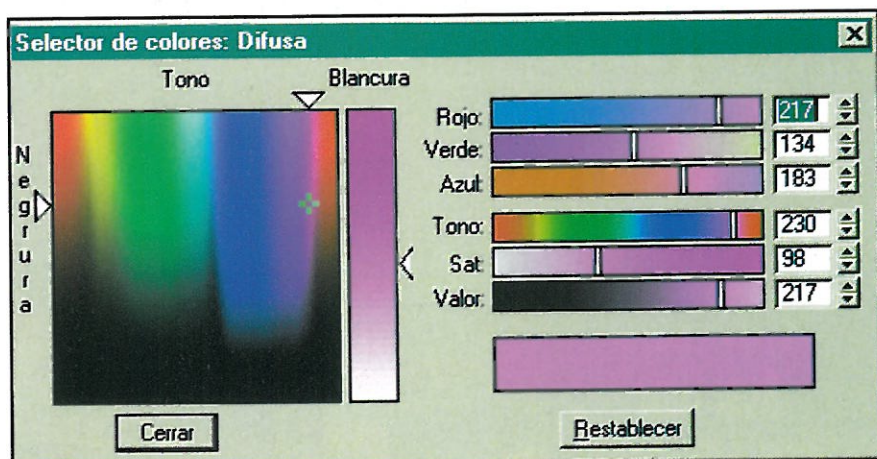 Selector de colores: Difusa
Tono
Blancura
Negrura
Rojo: 217
Verde: 134
Azul: 183
Tono: 230
Sat: 98
Valor: 217
Cerrar
Restablecer